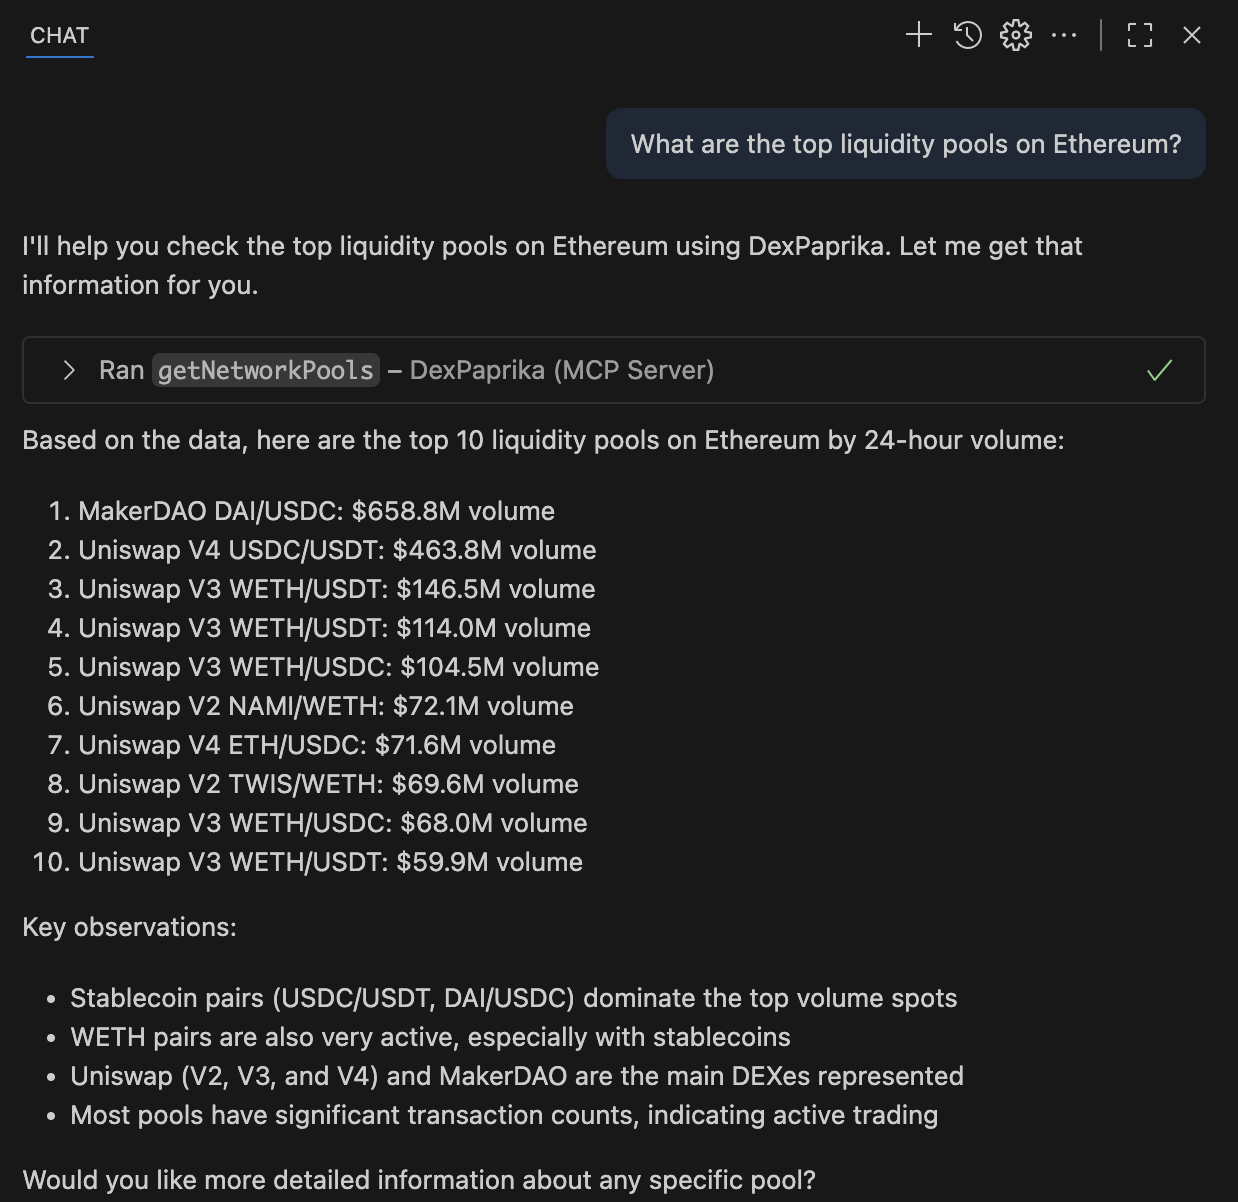 CHAT
What are the top liquidity pools on Ethereum?
I'll help you check the top liquidity pools on Ethereum using DexPaprika. Let me get that
information for you.
Ran getNetworkPools – DexPaprika (MCP Server)
Based on the data, here are the top 10 liquidity pools on Ethereum by 24-hour volume:
1. MakerDAO DAI/USDC: $658.8M volume
2. Uniswap V4 USDC/USDT: $463.8M volume
3. Uniswap V3 WETH/USDT: $146.5M volume
4. Uniswap V3 WETH/USDT: $114.0M volume
5. Uniswap V3 WETH/USDC: $104.5M volume
6. Uniswap V2 NAMI/WETH: $72.1M volume
7. Uniswap V4 ETH/USDC: $71.6M volume
8. Uniswap V2 TWIS/WETH: $69.6M volume
9. Uniswap V3 WETH/USDC: $68.0M volume
10. Uniswap V3 WETH/USDT: $59.9M volume
Key observations:
• Stablecoin pairs (USDC/USDT, DAI/USDC) dominate the top volume spots
• WETH pairs are also very active, especially with stablecoins
• Uniswap (V2, V3, and V4) and MakerDAO are the main DEXes represented
• Most pools have significant transaction counts, indicating active trading
Would you like more detailed information about any specific pool?